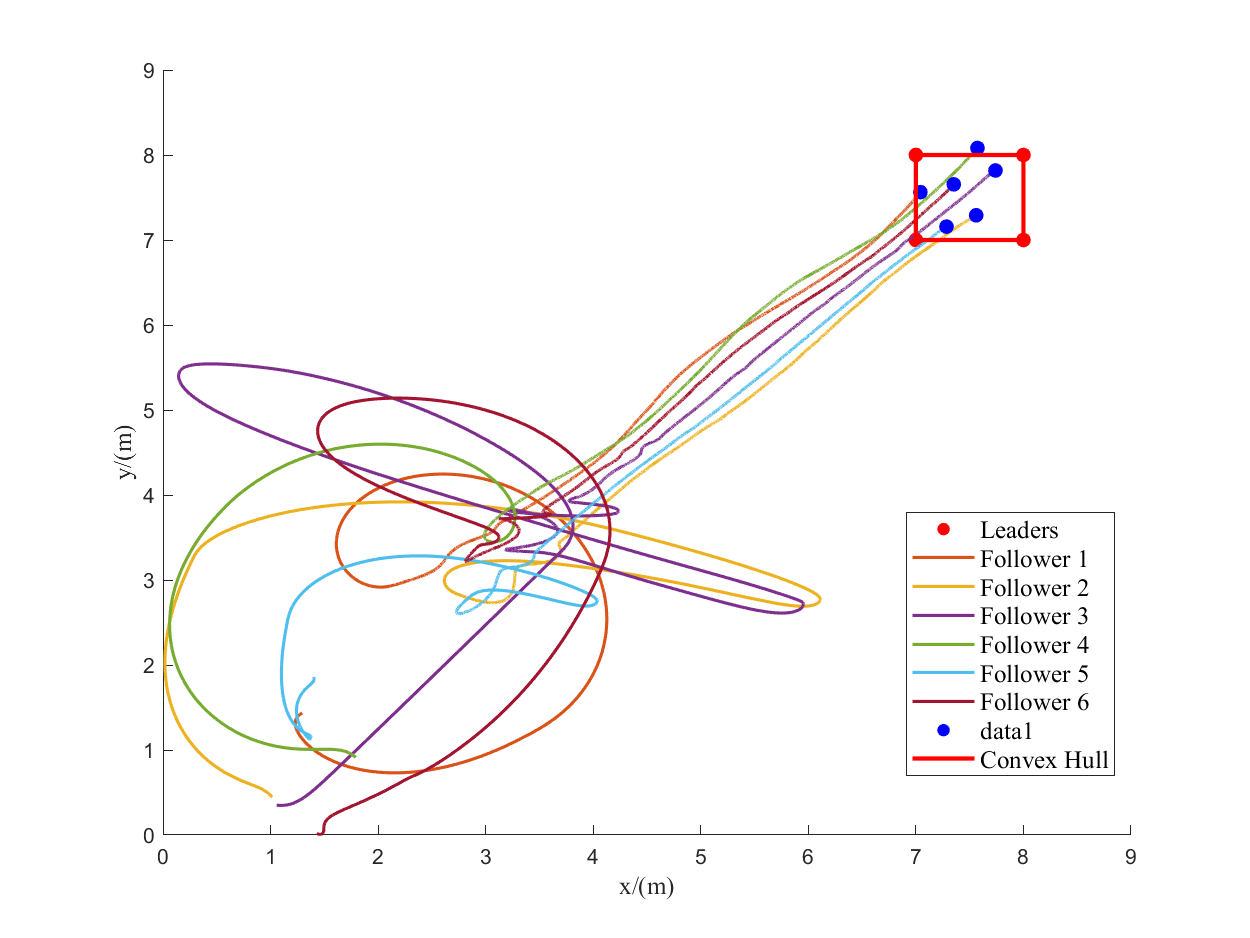 9
8
7
6
5
4
3
2
1
0
y/(m)
0 1 2 3 4 5 6 7 8 9
x/(m)
Leaders
Follower 1
Follower 2
Follower 3
Follower 4
Follower 5
Follower 6
data1
Convex Hull